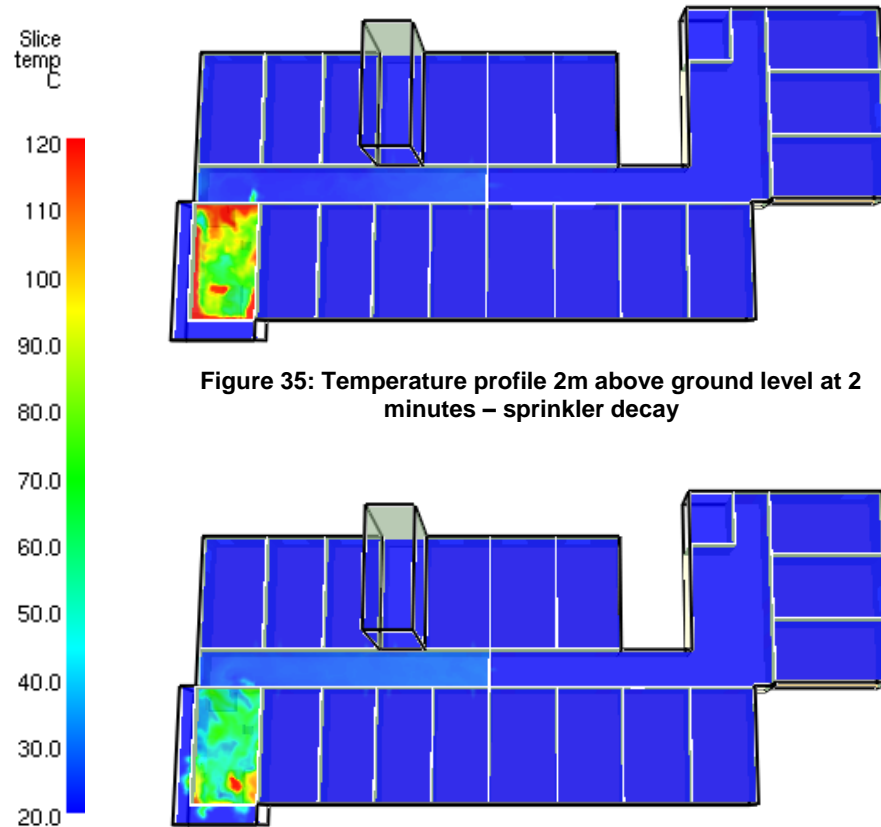 Slice
temp
C
120
110
100
90.0
80.0
70.0
60.0
50.0
40.0
30.0
20.0
Figure 35: Temperature profile 2m above ground level at 2
minutes – sprinkler decay